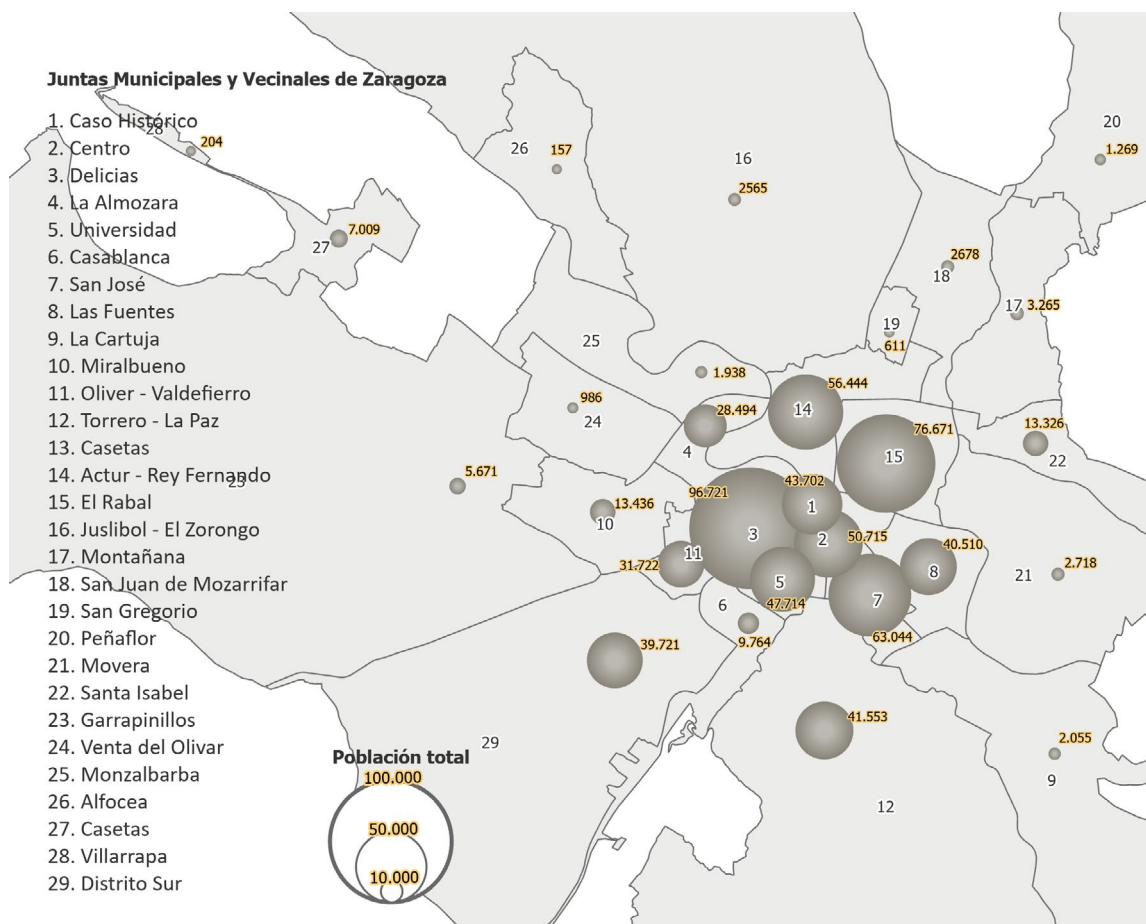 Juntas Municipales y Vecinales de Zaragoza
1. Caso Histórico
2. Centro
3. Delicias
4. La Almozara
5. Universidad
6. Casablanca
7. San José
8. Las Fuentes
9. La Cartuja
10. Miralbueno
11. Oliver - Valdefierro
12. Torrero - La Paz
13. Casetas
14. Actur - Rey Fernando
15. El Rabal
16. Juslibol - El Zorongo
17. Montañana
18. San Juan de Mozarrifar
19. San Gregorio
20. Peñaflor
21. Movera
22. Santa Isabel
23. Garrapinillos
24. Venta del Olivar
25. Monzalbarba
26. Alfocea
27. Casetas
28. Villarrapa
29. Distrito Sur
Población total
100.000
50.000
10.000
28
204
26
157
16
2565
20
1.269
27
7.009
18
2678
17
3.265
19
611
25
1.938
24
986
4
28.494
14
56.444
15
76.671
22
13.326
23
5.671
10
13.436
3
96.721
1
43.702
2
50.715
11
31.722
5
47.714
6
9.764
7
63.044
8
40.510
21
2.718
29
39.721
12
41.553
9
2.055